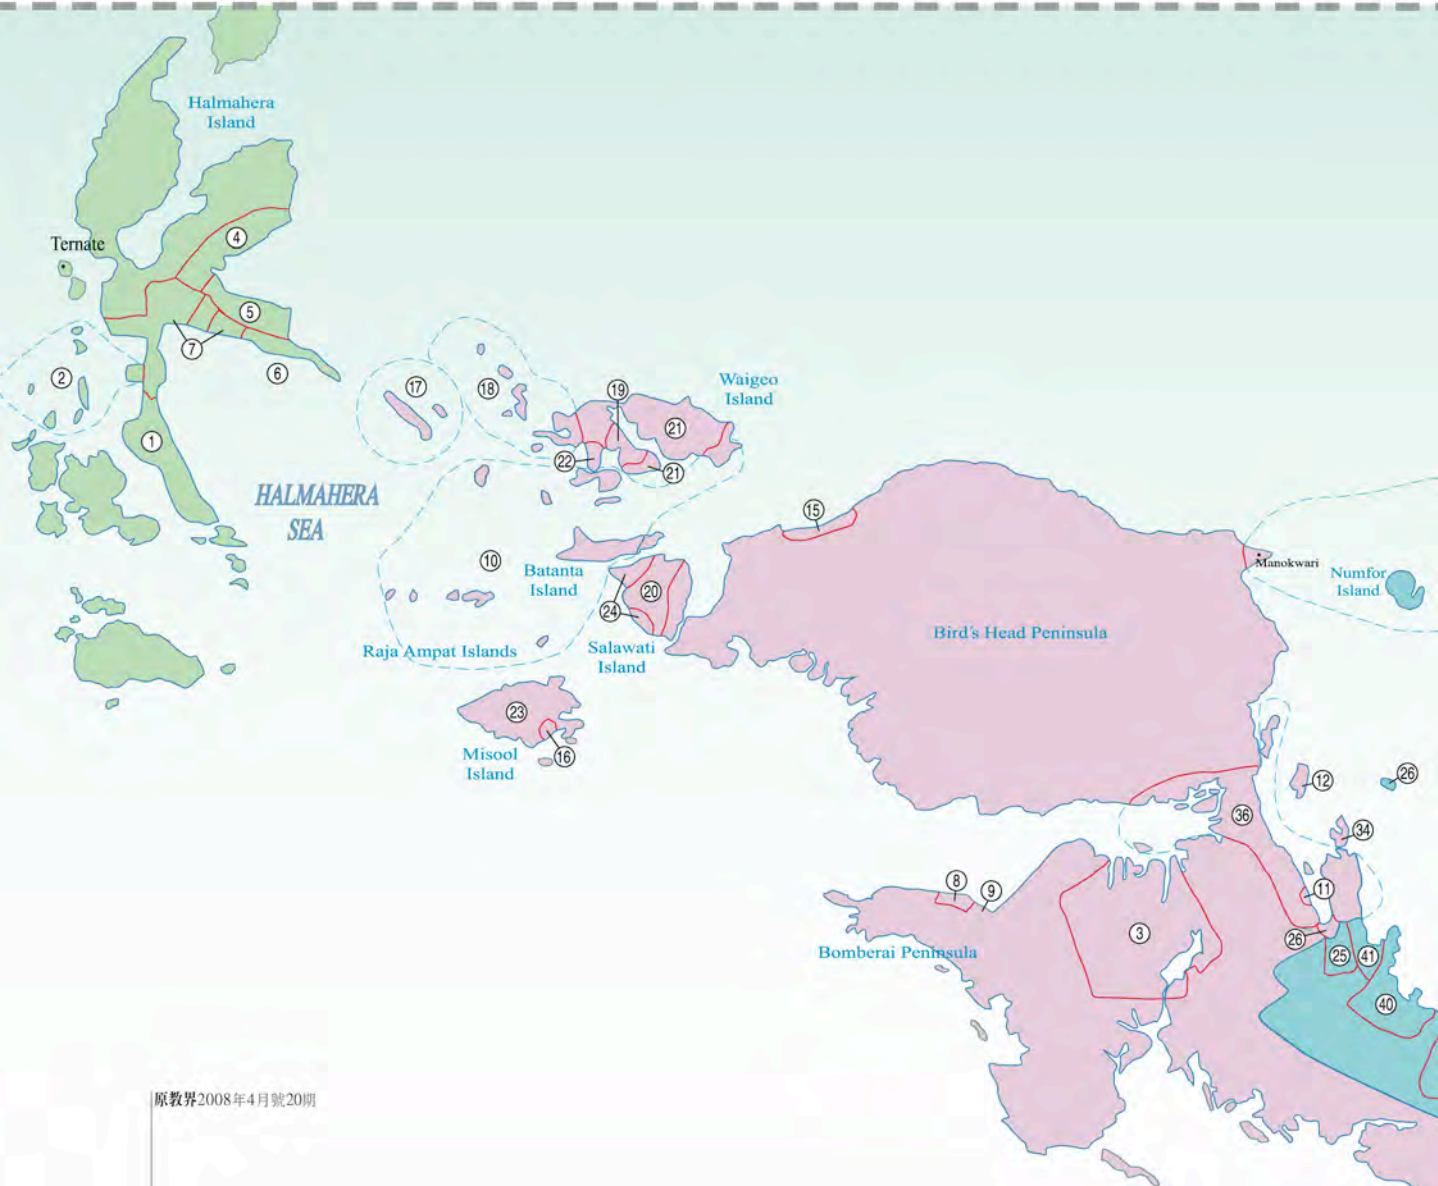 Halmahera
Island
Ternate
4
5
7
6
2
1
HALMAHERA
SEA
17
18
19
Waigeo
Island
21
22
21
15
10
Batanta
Island
20
24
Manokwari
Numfor
Island
Raja Ampat Islands
Salawati
Island
Bird's Head Peninsula
23
16
Misool
Island
12
26
36
34
8
9
11
3
26
25
41
Bomberai Peninsula
40
原教界2008年4月號20期